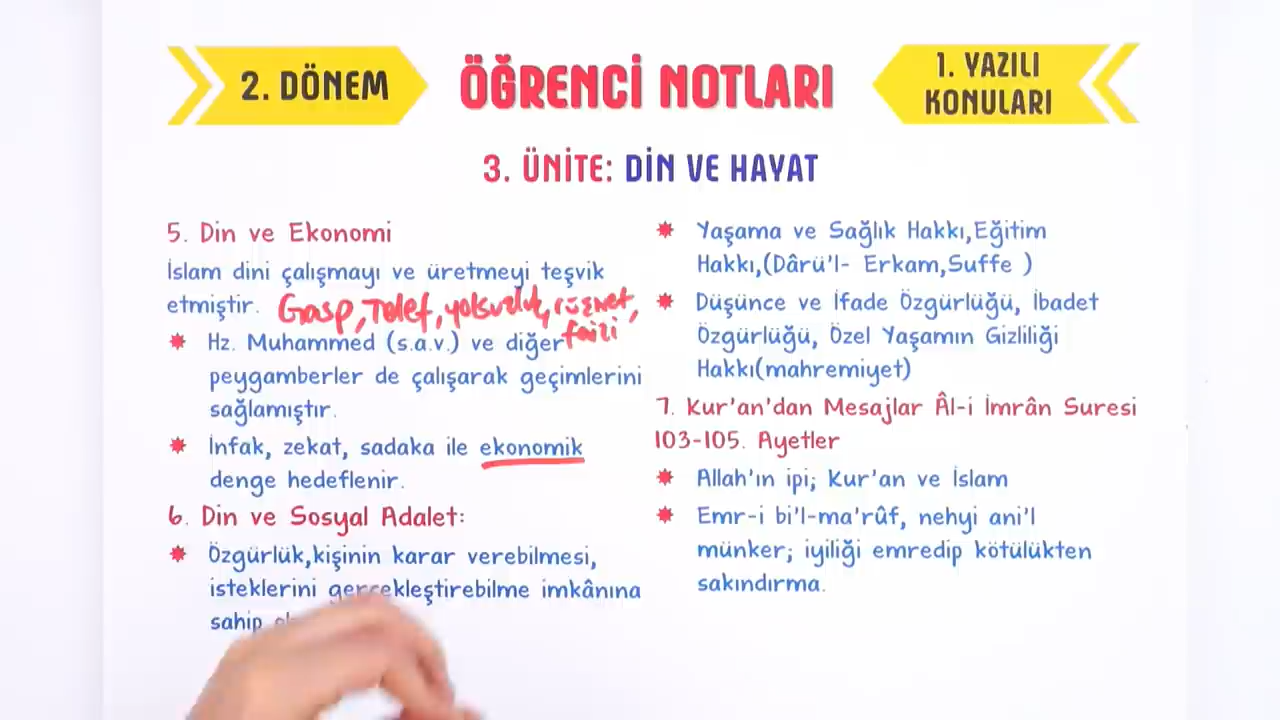 2. DÖNEM
ÖĞRENCİ NOTLARI
1. YAZILI
KONULARI
3. ÜNİTE: DİN VE HAYAT
5. Din ve Ekonomi
İslam dini çalışmayı ve üretmeyi teşvik
etmiştir. Gasp, Telef, yolsuzluk, rüşvet,
faizi
Hz. Muhammed (s.a.v.) ve diğer
peygamberler de çalışarak geçimlerini
sağlamıştır.
İnfak, zekat, sadaka ile ekonomik
denge hedeflenir.
6. Din ve Sosyal Adalet:
Özgürlük,kişinin karar verebilmesi,
isteklerini gerçekleştirebilme imkânına
sahip
Yaşama ve Sağlık Hakkı,Eğitim
Hakkı,(Dârü'l- Erkam,Suffe )
Düşünce ve İfade Özgürlüğü, İbadet
Özgürlüğü, Özel Yaşamın Gizliliği
Hakkı(mahremiyet)
7. Kur'an'dan Mesajlar Âl-i İmrân Suresi
103-105. Ayetler
Allah'ın ipi; Kur'an ve İslam
Emr-i bi'l-ma'rûf, nehyi ani'l
münker; iyiliği emredip kötülükten
sakındırma.